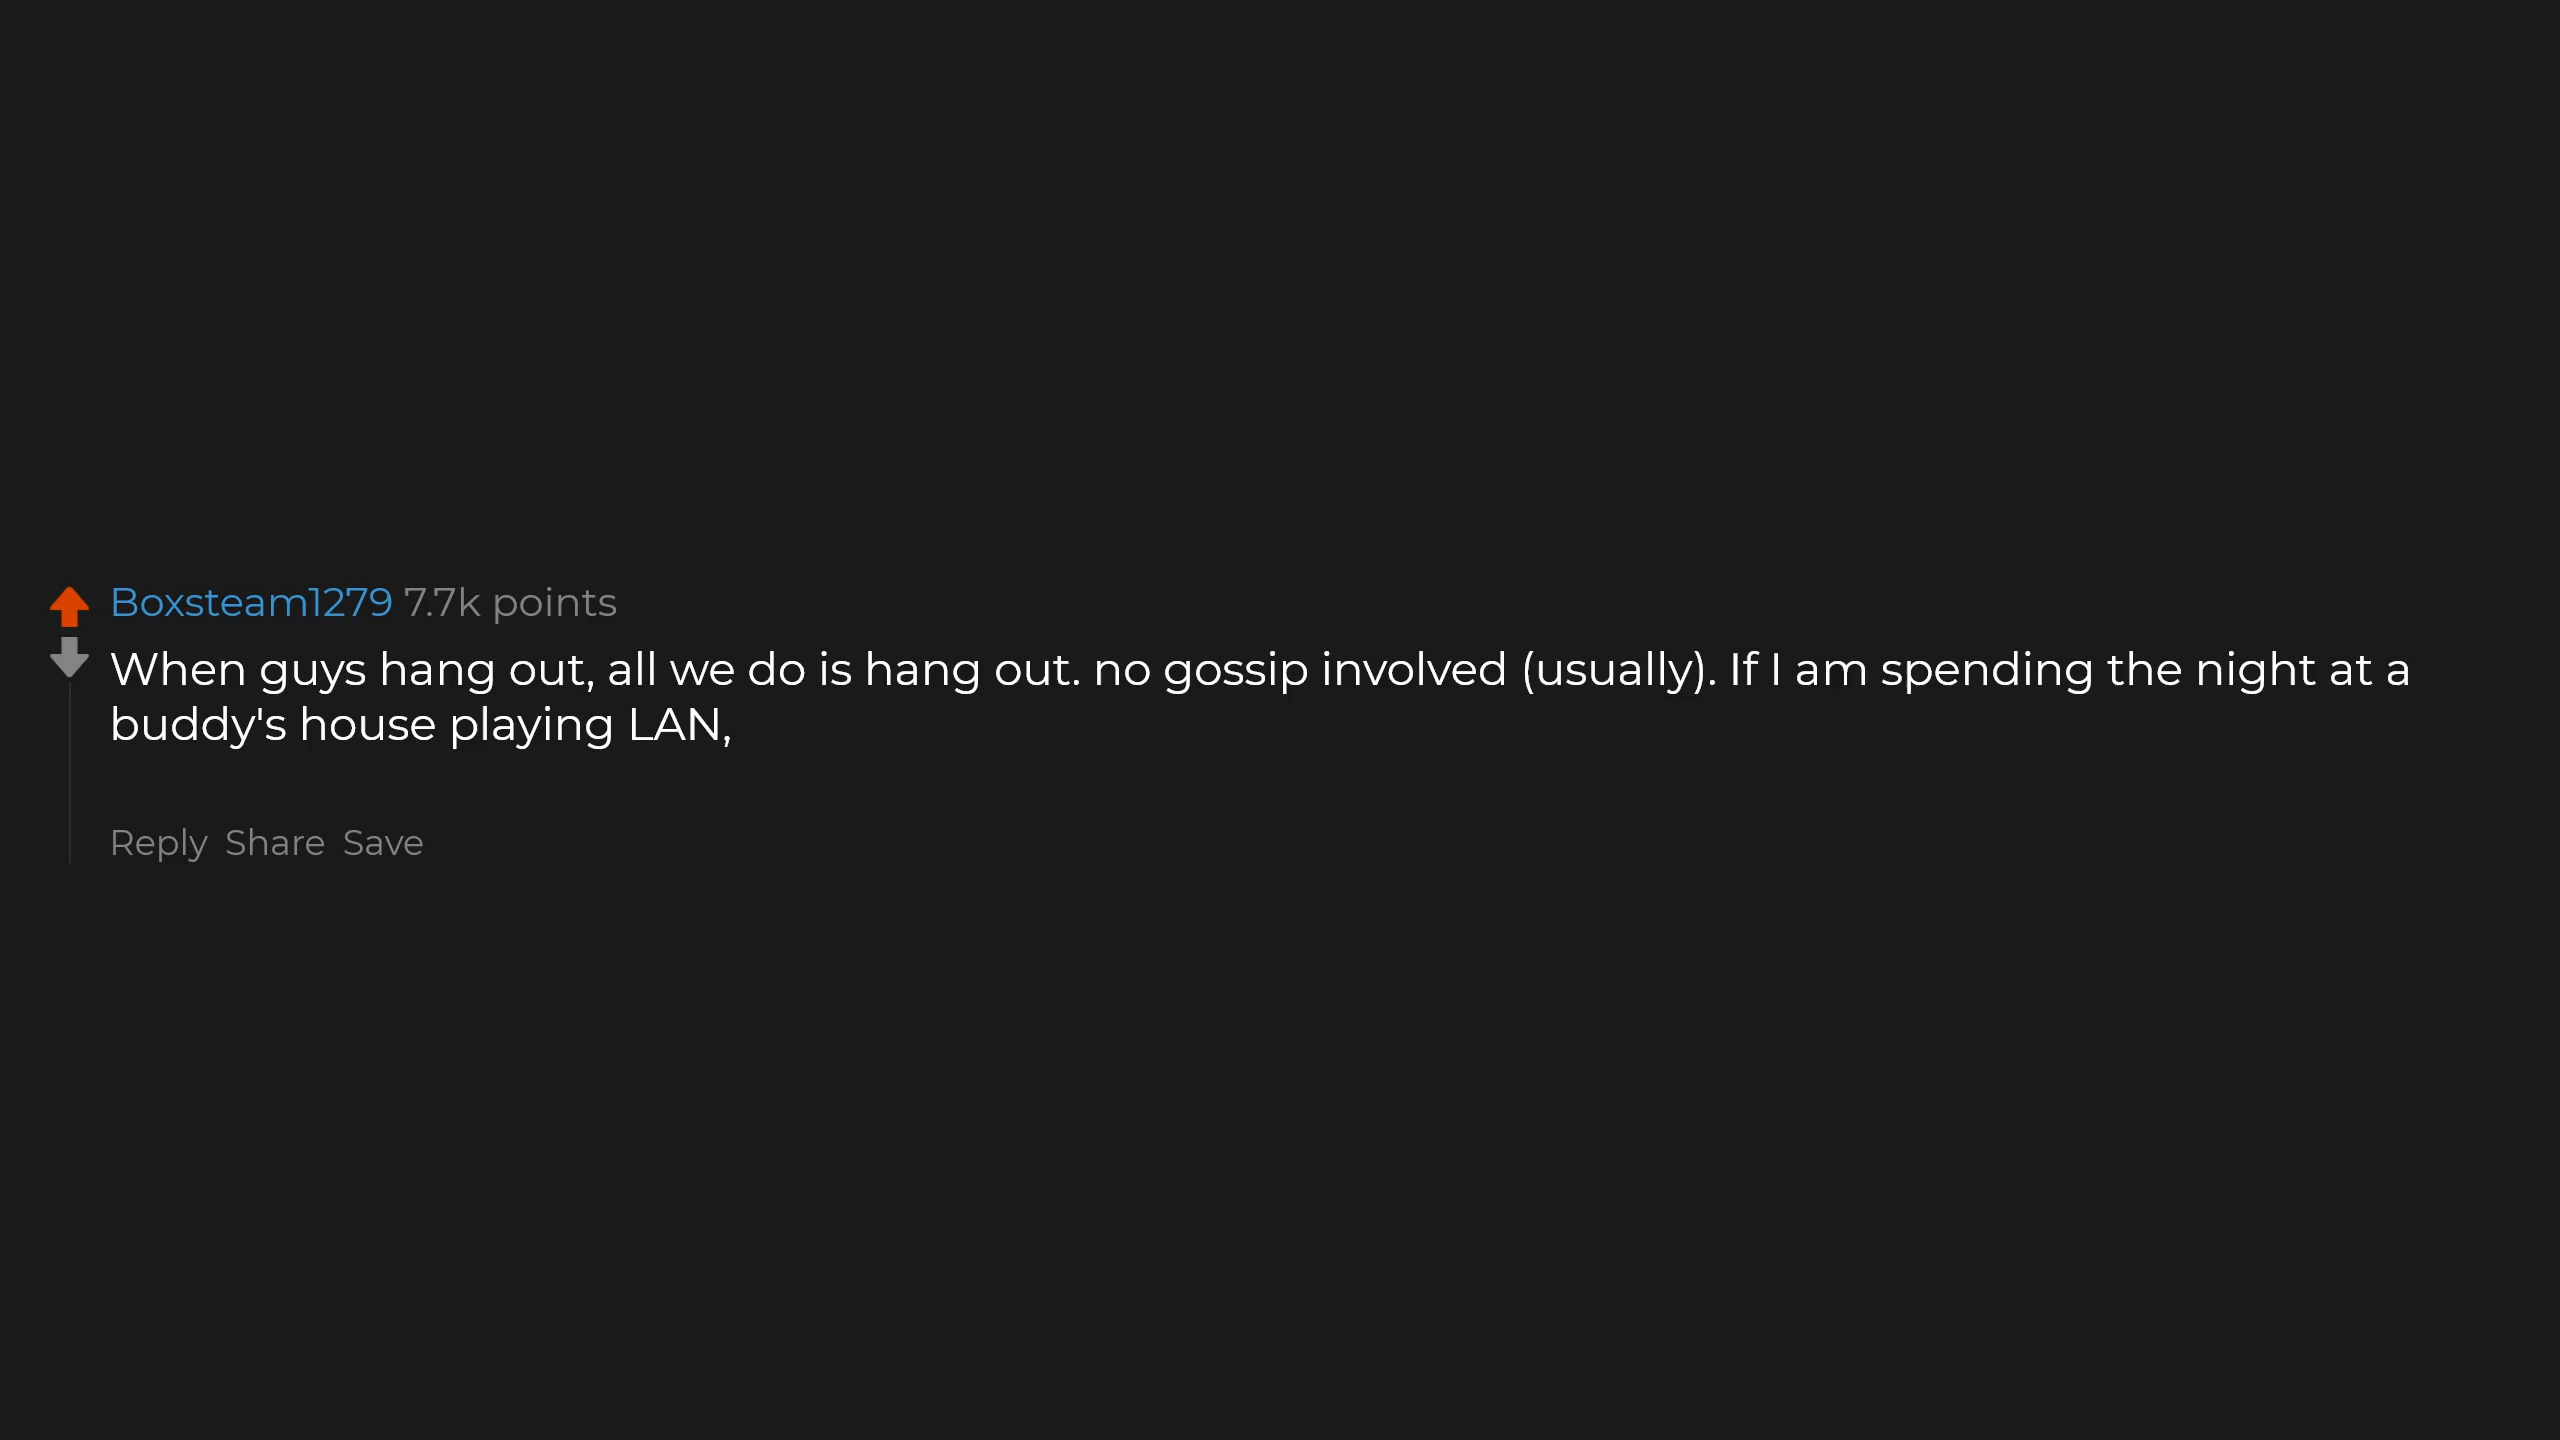 Boxsteam1279 7.7k points
When guys hang out, all we do is hang out. no gossip involved (usually). If I am spending the night at a
buddy's house playing LAN,
Reply Share Save